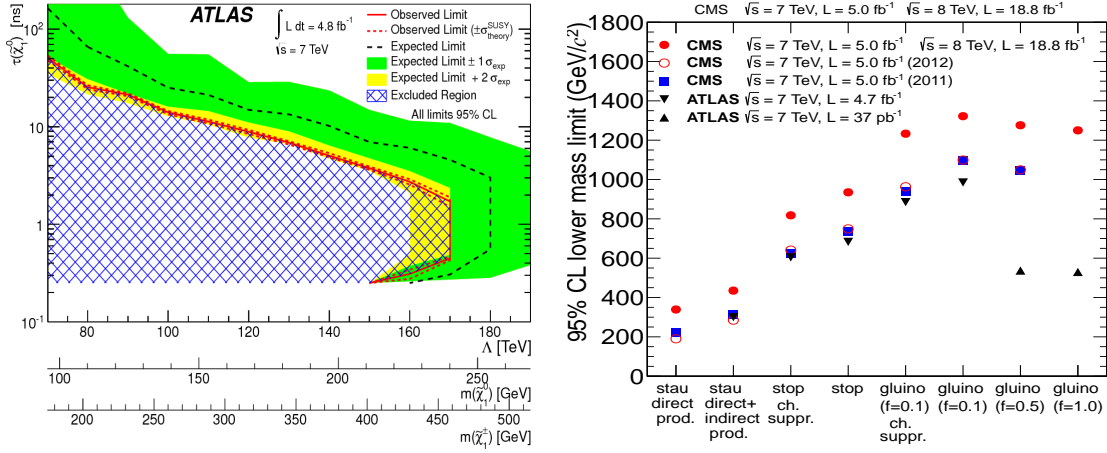 τ(χ̃₁⁰) [ns]
10²
10
1
10⁻¹
ATLAS
∫ L dt = 4.8 fb⁻¹
√s = 7 TeV
Observed Limit
Observed Limit (±σ^SUSY_theory)
Expected Limit
Expected Limit ± 1 σ_exp
Expected Limit + 2 σ_exp
Excluded Region
All limits 95% CL
80 100 120 140 160 180
Λ [TeV]
100 150 200 250
m(χ̃₁⁰) [GeV]
200 250 300 350 400 450 500
m(χ̃₁±) [GeV]
CMS √s = 7 TeV, L = 5.0 fb⁻¹ √s = 8 TeV, L = 18.8 fb⁻¹
95% CL lower mass limit (GeV/c²)
1800
1600
1400
1200
1000
800
600
400
200
0
CMS √s = 7 TeV, L = 5.0 fb⁻¹ √s = 8 TeV, L = 18.8 fb⁻¹
CMS √s = 7 TeV, L = 5.0 fb⁻¹ (2012)
CMS √s = 7 TeV, L = 5.0 fb⁻¹ (2011)
ATLAS √s = 7 TeV, L = 4.7 fb⁻¹
ATLAS √s = 7 TeV, L = 37 pb⁻¹
stau
direct
prod.
stau
direct+
indirect
prod.
stop
ch.
suppr.
stop
gluino
(f=0.1)
ch.
suppr.
gluino
(f=0.1)
gluino
(f=0.5)
gluino
(f=1.0)